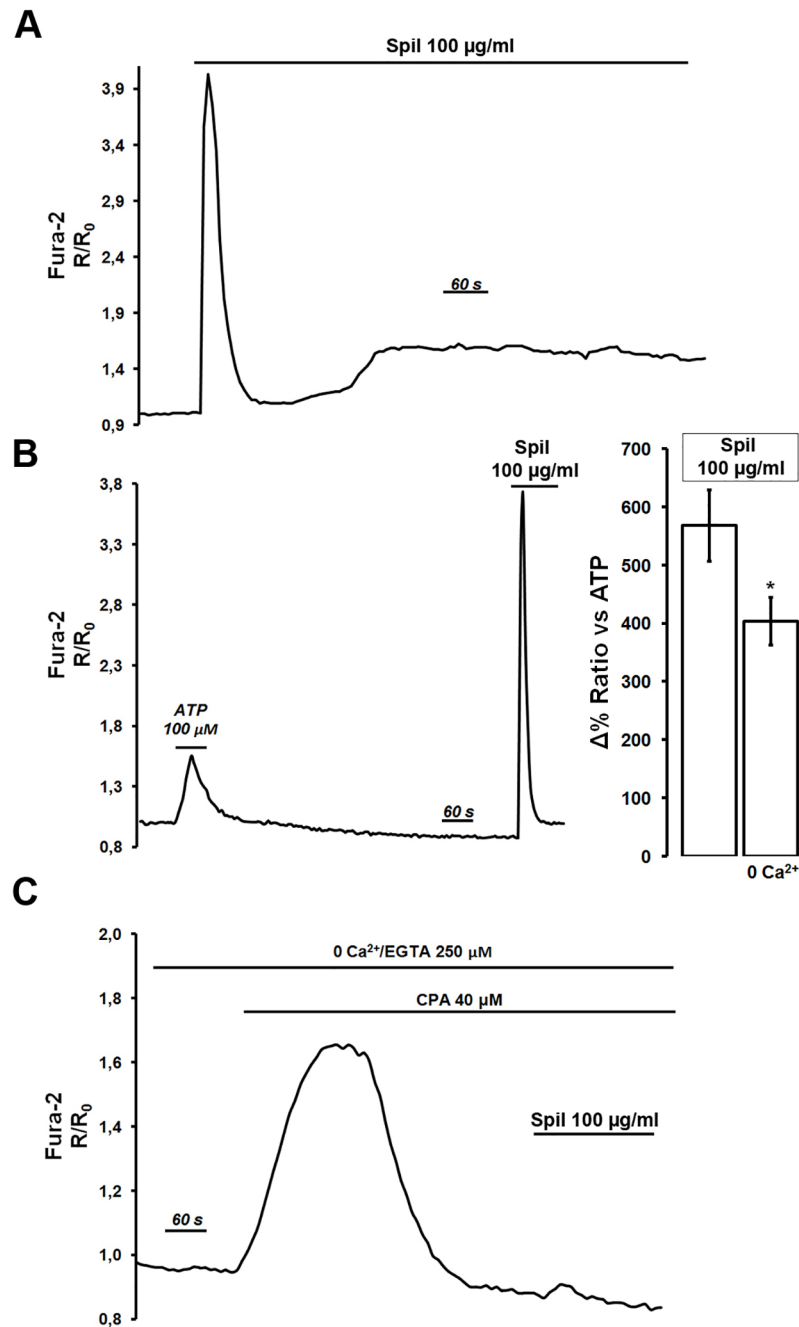 A
Spil 100 µg/ml
Fura-2
R/R₀
3,9
3,4
2,9
2,4
1,9
1,4
0,9
60 s
B
Fura-2
R/R₀
3,8
3,3
2,8
2,3
1,8
1,3
0,8
ATP
100 µM
60 s
Spil
100 µg/ml
Δ% Ratio vs ATP
700
600
500
400
300
200
100
0
Spil
100 µg/ml
*
0 Ca²⁺
C
Fura-2
R/R₀
2,0
1,8
1,6
1,4
1,2
1,0
0,8
0 Ca²⁺/EGTA 250 µM
CPA 40 µM
Spil 100 µg/ml
60 s